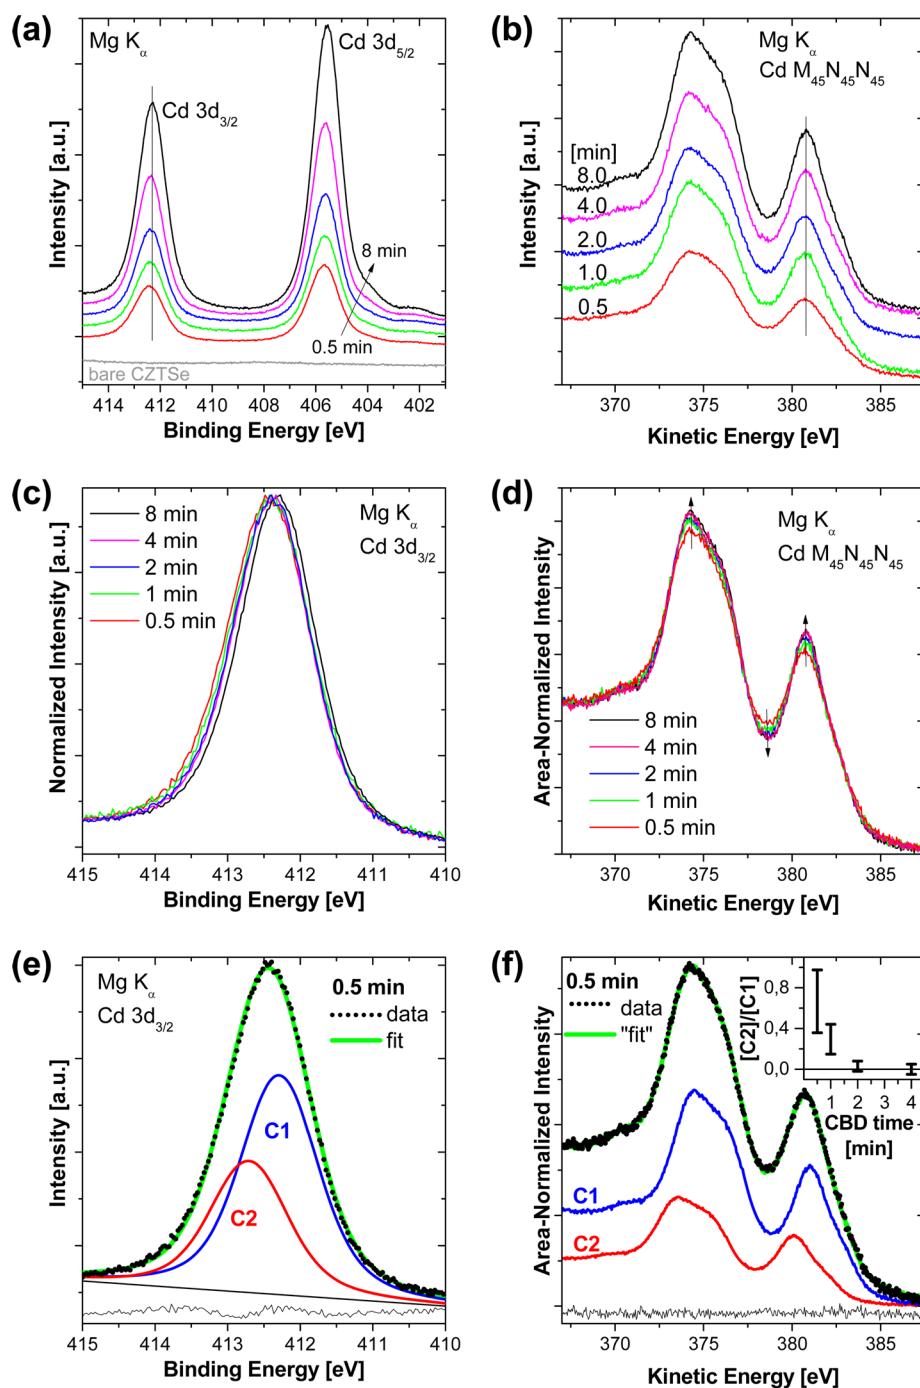 (a)
Mg Kα
Cd 3d5/2
Cd 3d3/2
8 min
0.5 min
bare CZTSe
Intensity [a.u.]
414 412 410 408 406 404 402
Binding Energy [eV]
(b)
Mg Kα
Cd M45N45N45
[min]
8.0
4.0
2.0
1.0
0.5
Intensity [a.u.]
370 375 380 385
Kinetic Energy [eV]
(c)
8 min
4 min
2 min
1 min
0.5 min
Mg Kα
Cd 3d3/2
Normalized Intensity [a.u.]
415 414 413 412 411 410
Binding Energy [eV]
(d)
Mg Kα
Cd M45N45N45
8 min
4 min
2 min
1 min
0.5 min
Area-Normalized Intensity
370 375 380 385
Kinetic Energy [eV]
(e)
Mg Kα
Cd 3d3/2
0.5 min
data
fit
C1
C2
Intensity [a.u.]
415 414 413 412 411 410
Binding Energy [eV]
(f)
0.5 min
data
"fit"
[C2]/[C1]
0,8
0,4
0,0
1 2 3 4
CBD time
[min]
C1
C2
Area-Normalized Intensity
370 375 380 385
Kinetic Energy [eV]